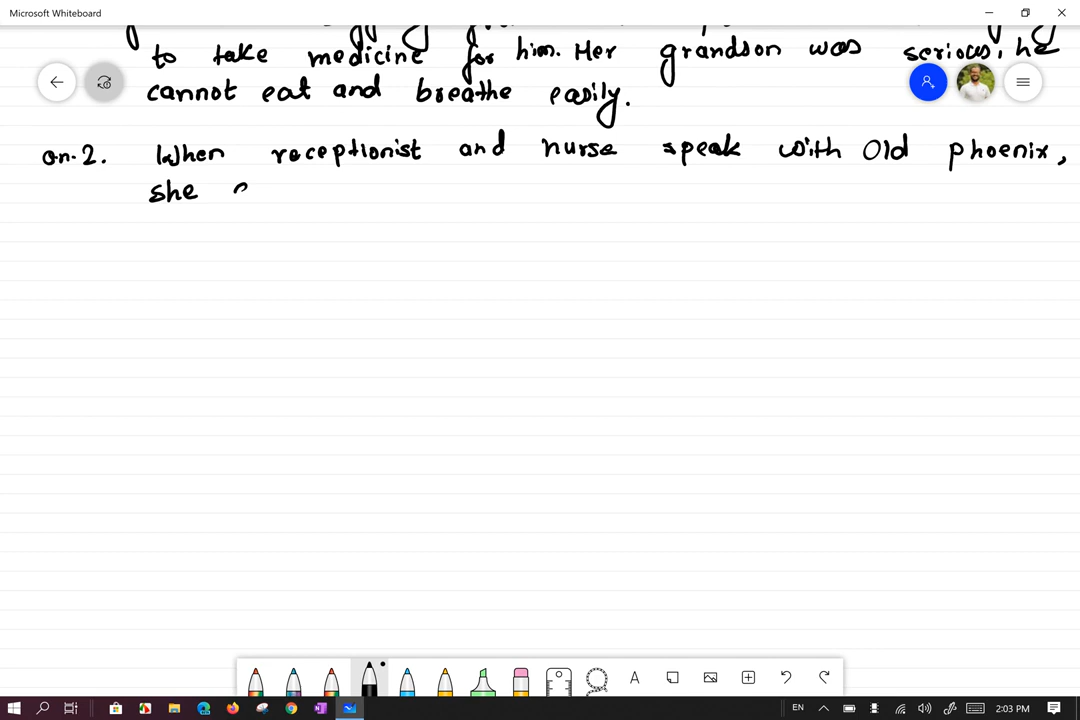 Microsoft Whiteboard
to take medicine for him. Her grandson was serious, he
cannot eat and breathe easily.
an-2. When receptionist and nurse speak with Old phoenix,
she
A
EN
2:03 PM